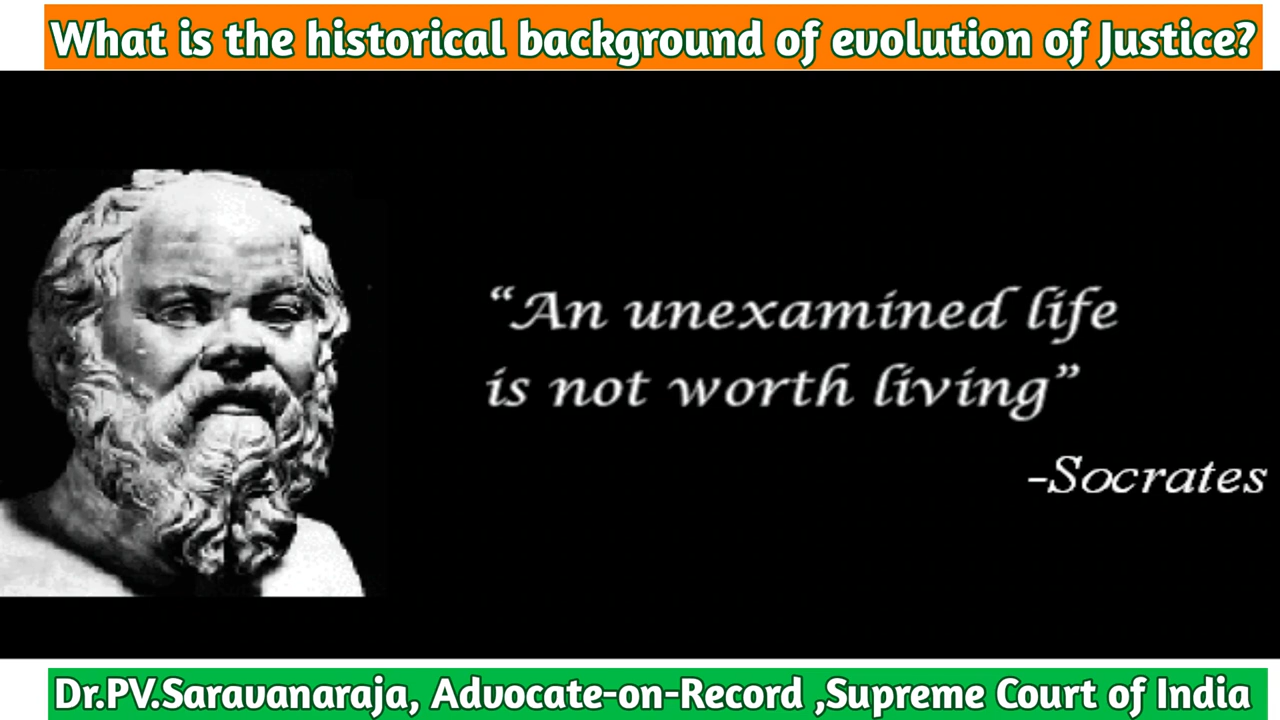 What is the historical background of evolution of Justice?
“An unexamined life
is not worth living”
-Socrates
Dr.PV.Saravanaraja, Advocate-on-Record ,Supreme Court of India